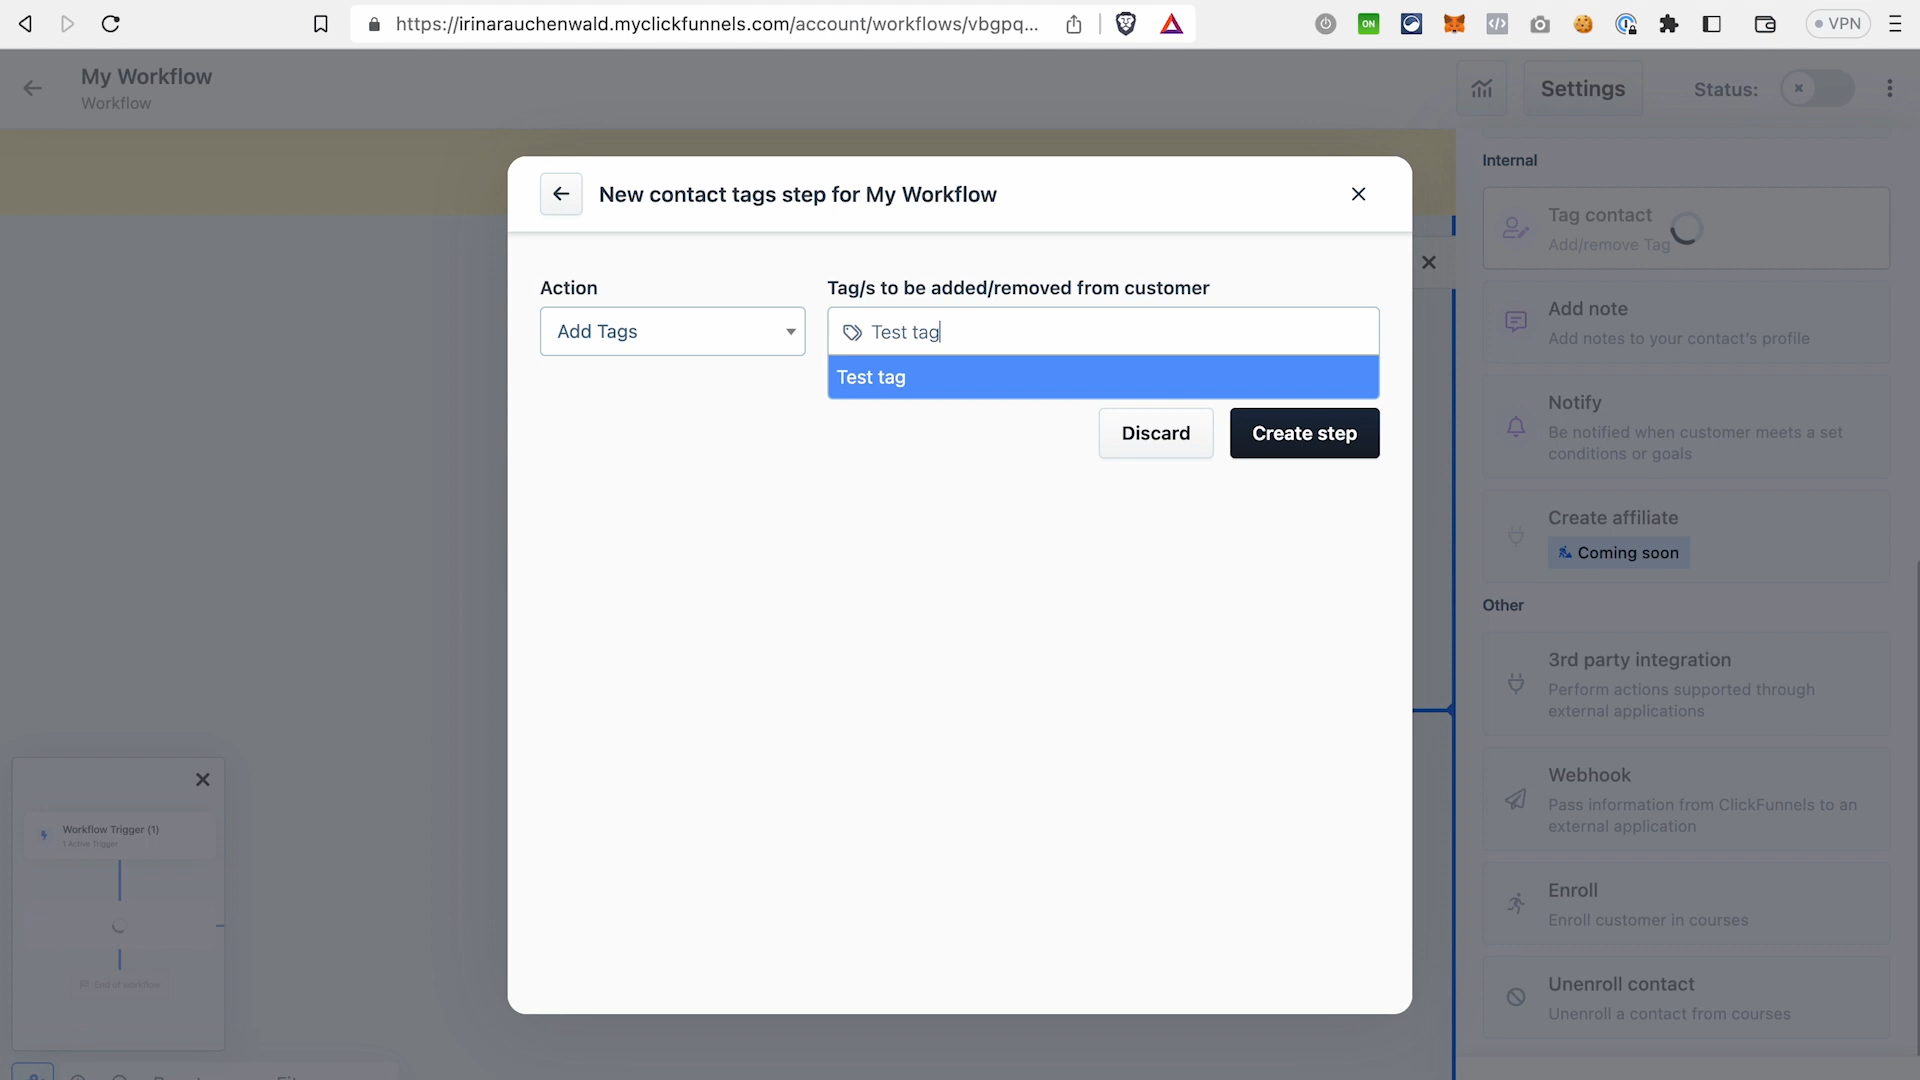 https://irinarauchenwald.myclickfunnels.com/account/workflows/vbgpq...
ON
VPN
My Workflow
Workflow
Settings
Status:
New contact tags step for My Workflow
Action
Tag/s to be added/removed from customer
Add Tags
Test tag
Test tag
Discard
Create step
Internal
Tag contact
Add/remove Tag
Add note
Add notes to your contact's profile
Notify
Be notified when customer meets a set
conditions or goals
Create affiliate
Coming soon
Other
3rd party integration
Perform actions supported through
external applications
Webhook
Pass information from ClickFunnels to an
external application
Enroll
Enroll customer in courses
Unenroll contact
Unenroll a contact from courses
Workflow Trigger (1)
1 Active Trigger
End of workflow